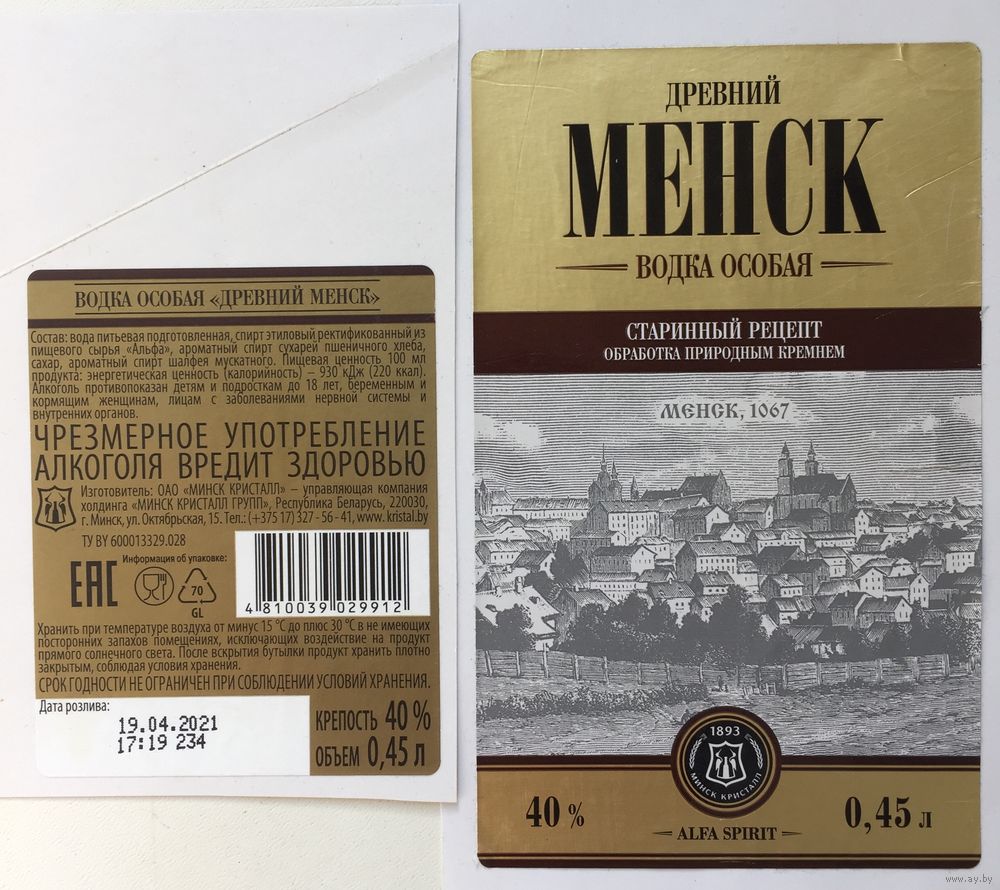 ВОДКА ОСОБАЯ «ДРЕВНИЙ МЕНСК»
Состав: вода питьевая подготовленная, спирт этиловый ректификованный из
пищевого сырья «Альфа», ароматный спирт сухарей пшеничного хлеба,
сахар, ароматный спирт шалфея мускатного. Пищевая ценность 100 мл
продукта: энергетическая ценность (калорийность) – 930 кДж (220 ккал).
Алкоголь противопоказан детям и подросткам до 18 лет, беременным и
кормящим женщинам, лицам с заболеваниями нервной системы и
внутренних органов.
ЧРЕЗМЕРНОЕ УПОТРЕБЛЕНИЕ
АЛКОГОЛЯ ВРЕДИТ ЗДОРОВЬЮ
Изготовитель: ОАО «МИНСК КРИСТАЛЛ» – управляющая компания
холдинга «МИНСК КРИСТАЛЛ ГРУПП», Республика Беларусь, 220030,
г. Минск, ул. Октябрьская, 15. Тел.: (+375 17) 327 - 56 - 41, www.kristal.by
ТУ BY 600013329.028
Информация об упаковке:
EAC
70
GL
4 810039 029912
Хранить при температуре воздуха от минус 15 °С до плюс 30 °С в не имеющих
посторонних запахов помещениях, исключающих воздействие на продукт
прямого солнечного света. После вскрытия бутылки продукт хранить плотно
закрытым, соблюдая условия хранения.
СРОК ГОДНОСТИ НЕ ОГРАНИЧЕН ПРИ СОБЛЮДЕНИИ УСЛОВИЙ ХРАНЕНИЯ.
Дата розлива:
19.04.2021
17:19 234
КРЕПОСТЬ 40 %
ОБЪЕМ 0,45 л
ДРЕВНИЙ
МЕНСК
ВОДКА ОСОБАЯ
СТАРИННЫЙ РЕЦЕПТ
ОБРАБОТКА ПРИРОДНЫМ КРЕМНЕМ
МЕНСК, 1067
1893
МИНСК КРИСТАЛЛ
40 %
ALFA SPIRIT
0,45 л
www.ay.by